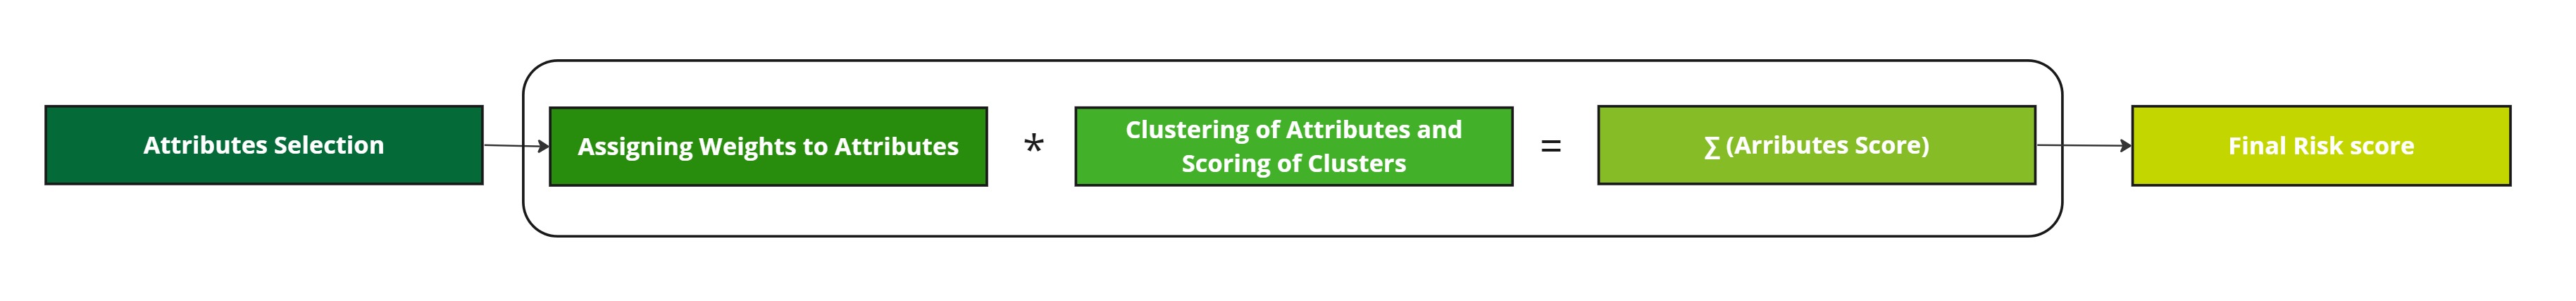 Attributes Selection
Assigning Weights to Attributes
*
Clustering of Attributes and
Scoring of Clusters
=
∑ (Arributes Score)
Final Risk score